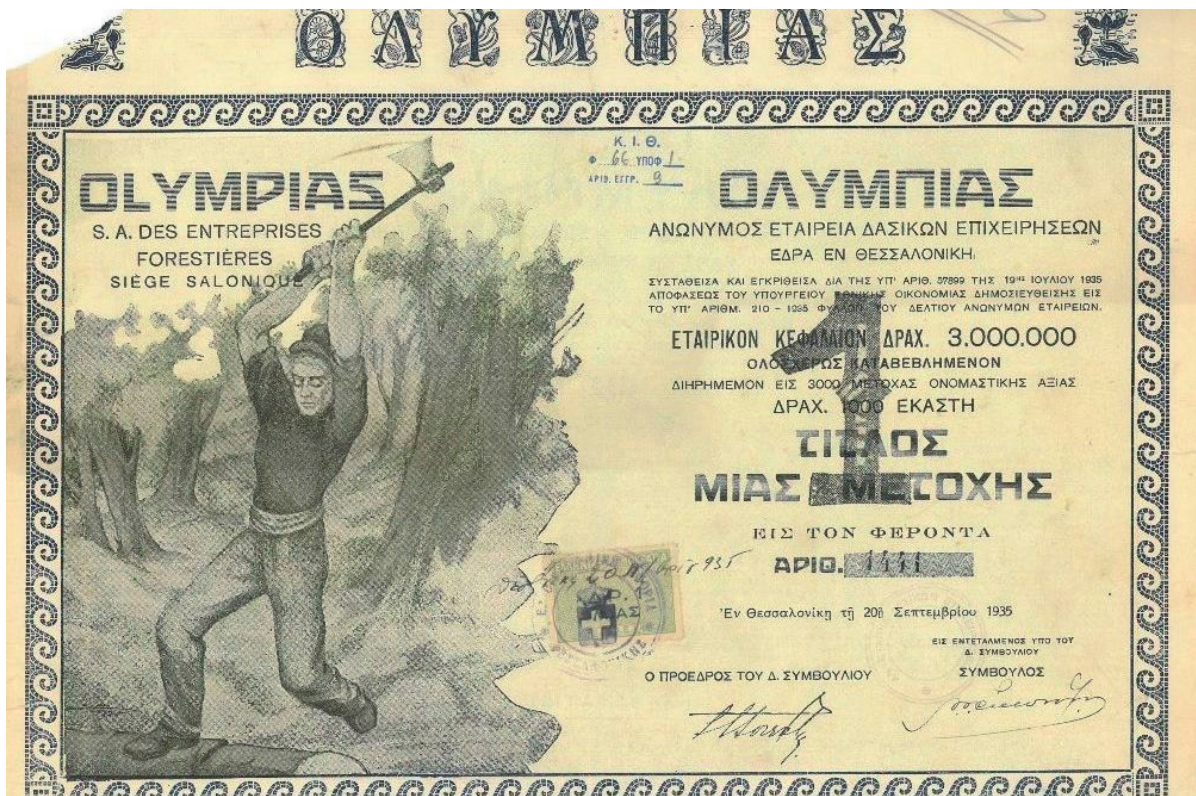 ΟΛΥΜΠΙΑΣ
Κ. Ι. Θ.
Φ 66 ΥΠΟΦ 1
ΑΡΙΘ. ΕΓΓΡ. 9
OLYMPIAS
S. A. DES ENTREPRISES
FORESTIÈRES
SIÈGE SALONIQUE
ΟΛΥΜΠΙΑΣ
ΑΝΩΝΥΜΟΣ ΕΤΑΙΡΕΙΑ ΔΑΣΙΚΩΝ ΕΠΙΧΕΙΡΗΣΕΩΝ
ΕΔΡΑ ΕΝ ΘΕΣΣΑΛΟΝΙΚΗ.
ΣΥΣΤΑΘΕΙΣΑ ΚΑΙ ΕΓΚΡΙΘΕΙΣΑ ΔΙΑ ΤΗΣ ΥΠ' ΑΡΙΘ. 57899 ΤΗΣ 19ΗΣ ΙΟΥΛΙΟΥ 1935
ΑΠΟΦΑΣΕΩΣ ΤΟΥ ΥΠΟΥΡΓΕΙΟΥ ΕΘΝΙΚΗΣ ΟΙΚΟΝΟΜΙΑΣ ΔΗΜΟΣΙΕΥΘΕΙΣΗΣ ΕΙΣ
ΤΟ ΥΠ' ΑΡΙΘΜ. 210 - 1935 ΦΥΛΛΟΝ ΤΟΥ ΔΕΛΤΙΟΥ ΑΝΩΝΥΜΩΝ ΕΤΑΙΡΕΙΩΝ.
ΕΤΑΙΡΙΚΟΝ ΚΕΦΑΛΑΙΟΝ ΔΡΑΧ. 3.000.000
ΟΛΟΣΧΕΡΩΣ ΚΑΤΑΒΕΒΛΗΜΕΝΟΝ
ΔΙΗΡΗΜΕΜΟΝ ΕΙΣ 3000 ΜΕΤΟΧΑΣ ΟΝΟΜΑΣΤΙΚΗΣ ΑΞΙΑΣ
ΔΡΑΧ. 1000 ΕΚΑΣΤΗ
ΤΙΤΛΟΣ
ΜΙΑΣ ΜΕΤΟΧΗΣ
ΕΙΣ ΤΟΝ ΦΕΡΟΝΤΑ
ΑΡΙΘ. 1441
Ἐν Θεσσαλονίκῃ τῇ 20ῇ Σεπτεμβρίου 1935
ΕΙΣ ΕΝΤΕΤΑΛΜΕΝΟΣ ΥΠΟ ΤΟΥ
Δ. ΣΥΜΒΟΥΛΙΟΥ
Ο ΠΡΟΕΔΡΟΣ ΤΟΥ Δ. ΣΥΜΒΟΥΛΙΟΥ
ΣΥΜΒΟΥΛΟΣ